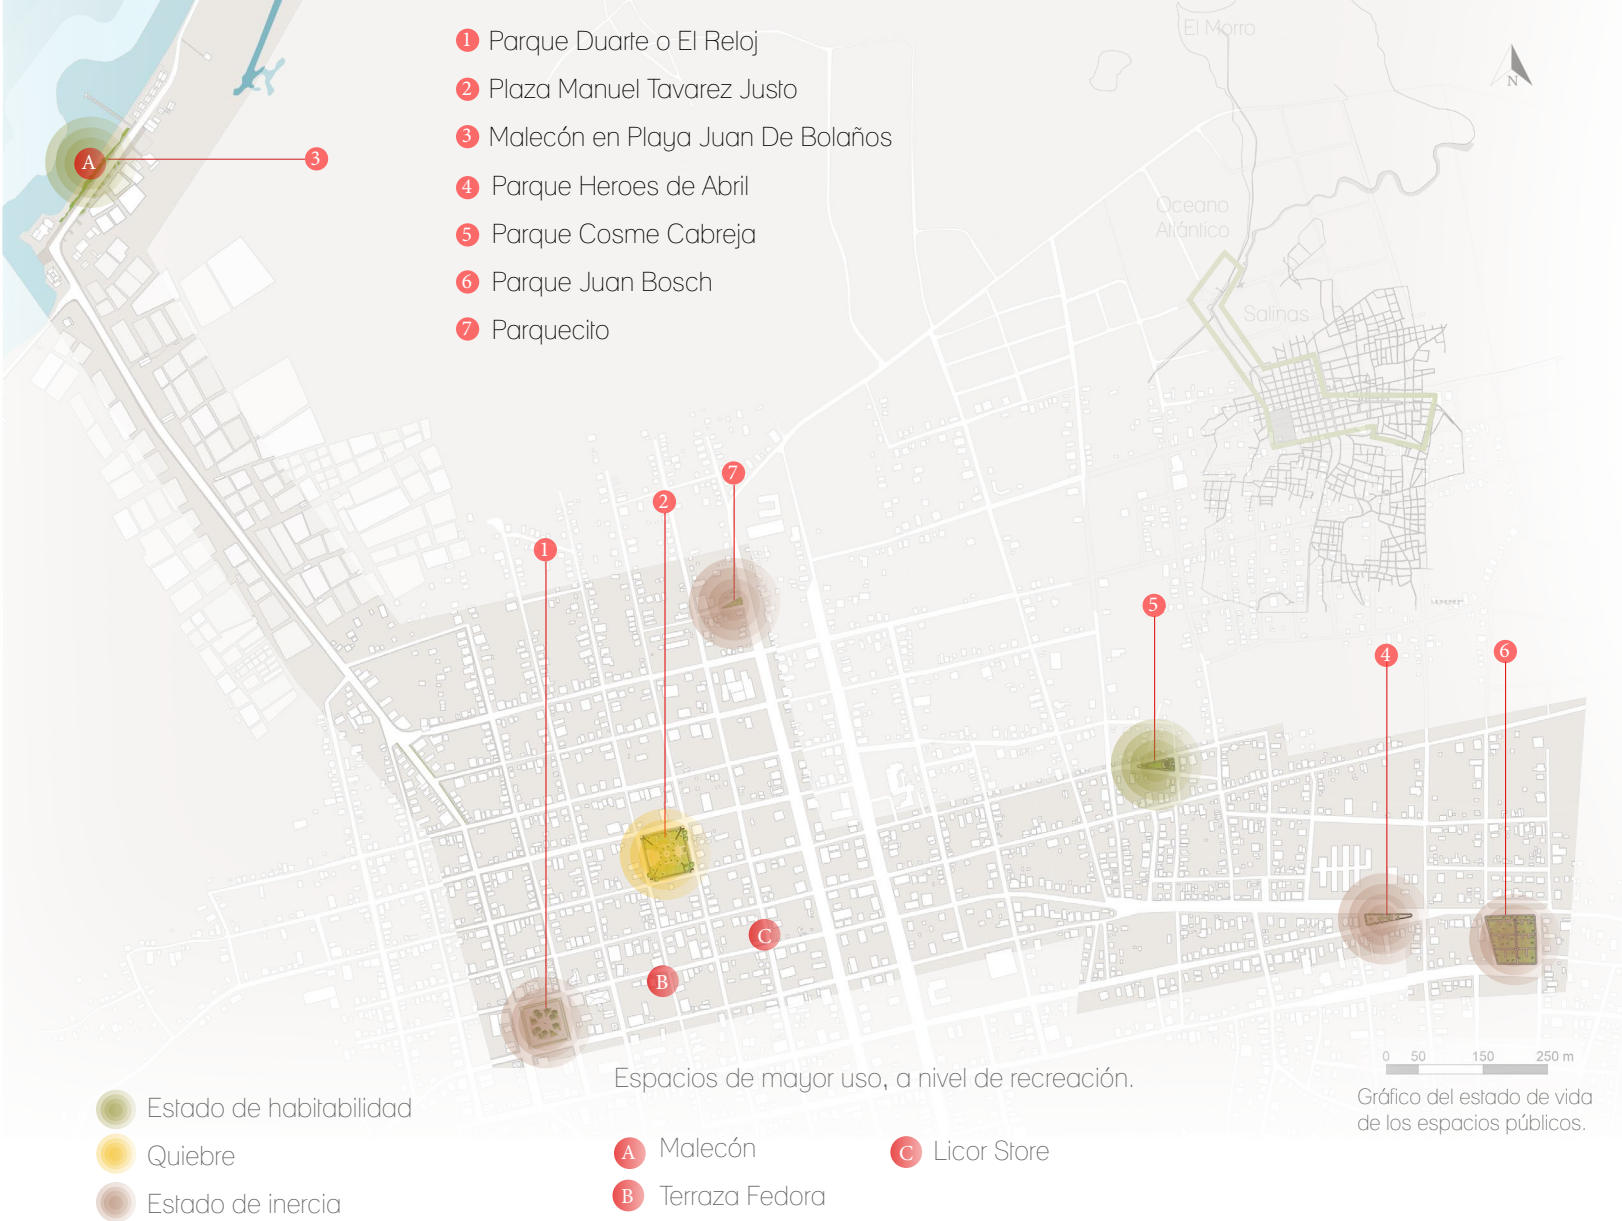 1 Parque Duarte o El Reloj
2 Plaza Manuel Tavarez Justo
3 Malecón en Playa Juan De Bolaños
4 Parque Heroes de Abril
5 Parque Cosme Cabreja
6 Parque Juan Bosch
7 Parquecito
El Morro
N
Oceano
Atlántico
Salinas
A
3
7
2
1
5
4
6
C
B
0 50 150 250 m
Gráfico del estado de vida
de los espacios públicos.
Estado de habitabilidad
Quiebre
Estado de inercia
Espacios de mayor uso, a nivel de recreación.
A Malecón
B Terraza Fedora
C Licor Store